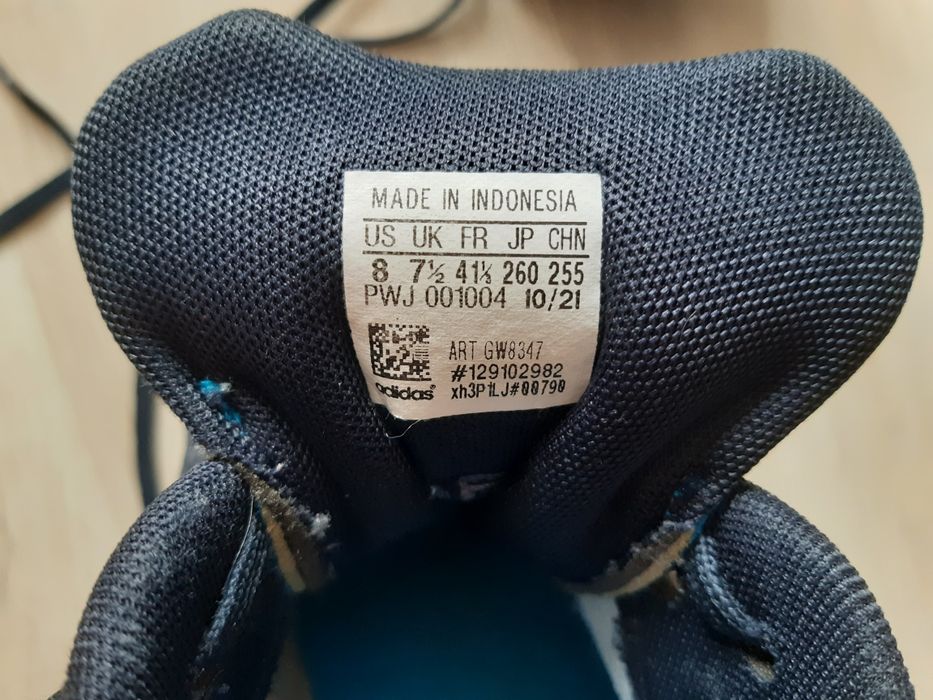 MADE IN INDONESIA
US UK FR JP CHN
8 7½ 41⅓ 260 255
PWJ 001004 10/21
ART GW8347
#129102982
adidas® xh3P1LJ#00790